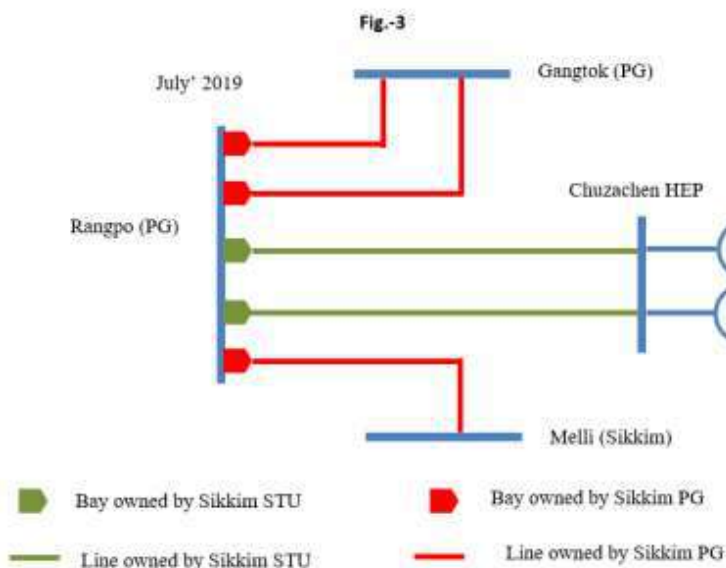 Fig.-3
July' 2019
Gangtok (PG)
Chuzachen HEP
Rangpo (PG)
Melli (Sikkim)
Bay owned by Sikkim STU
Bay owned by Sikkim PG
Line owned by Sikkim STU
Line owned by Sikkim PG